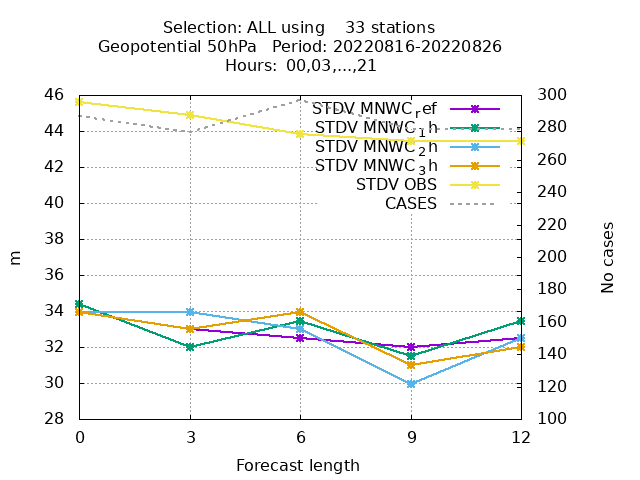 Selection: ALL using    33 stations
Geopotential 50hPa   Period: 20220816-20220826
Hours: 00,03,...,21
46
44
42
40
38
36
34
32
30
28
m
300
280
260
240
220
200
180
160
140
120
100
No cases
STDV MNWC_ref
STDV MNWC_1h
STDV MNWC_2h
STDV MNWC_3h
STDV OBS
CASES
0 3 6 9 12
Forecast length